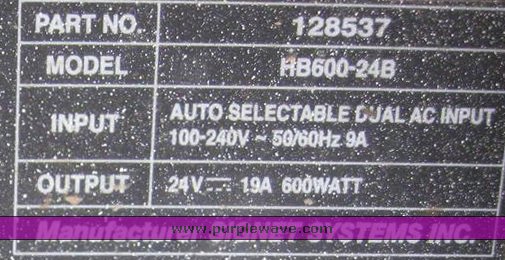 PART NO. 128537
MODEL HB600-24B
INPUT AUTO SELECTABLE DUAL AC INPUT
100-240V ~ 50/60Hz 9A
OUTPUT 24V⎓ 19A 600WATT
www.purplewave.com
SYSTEMS INC.